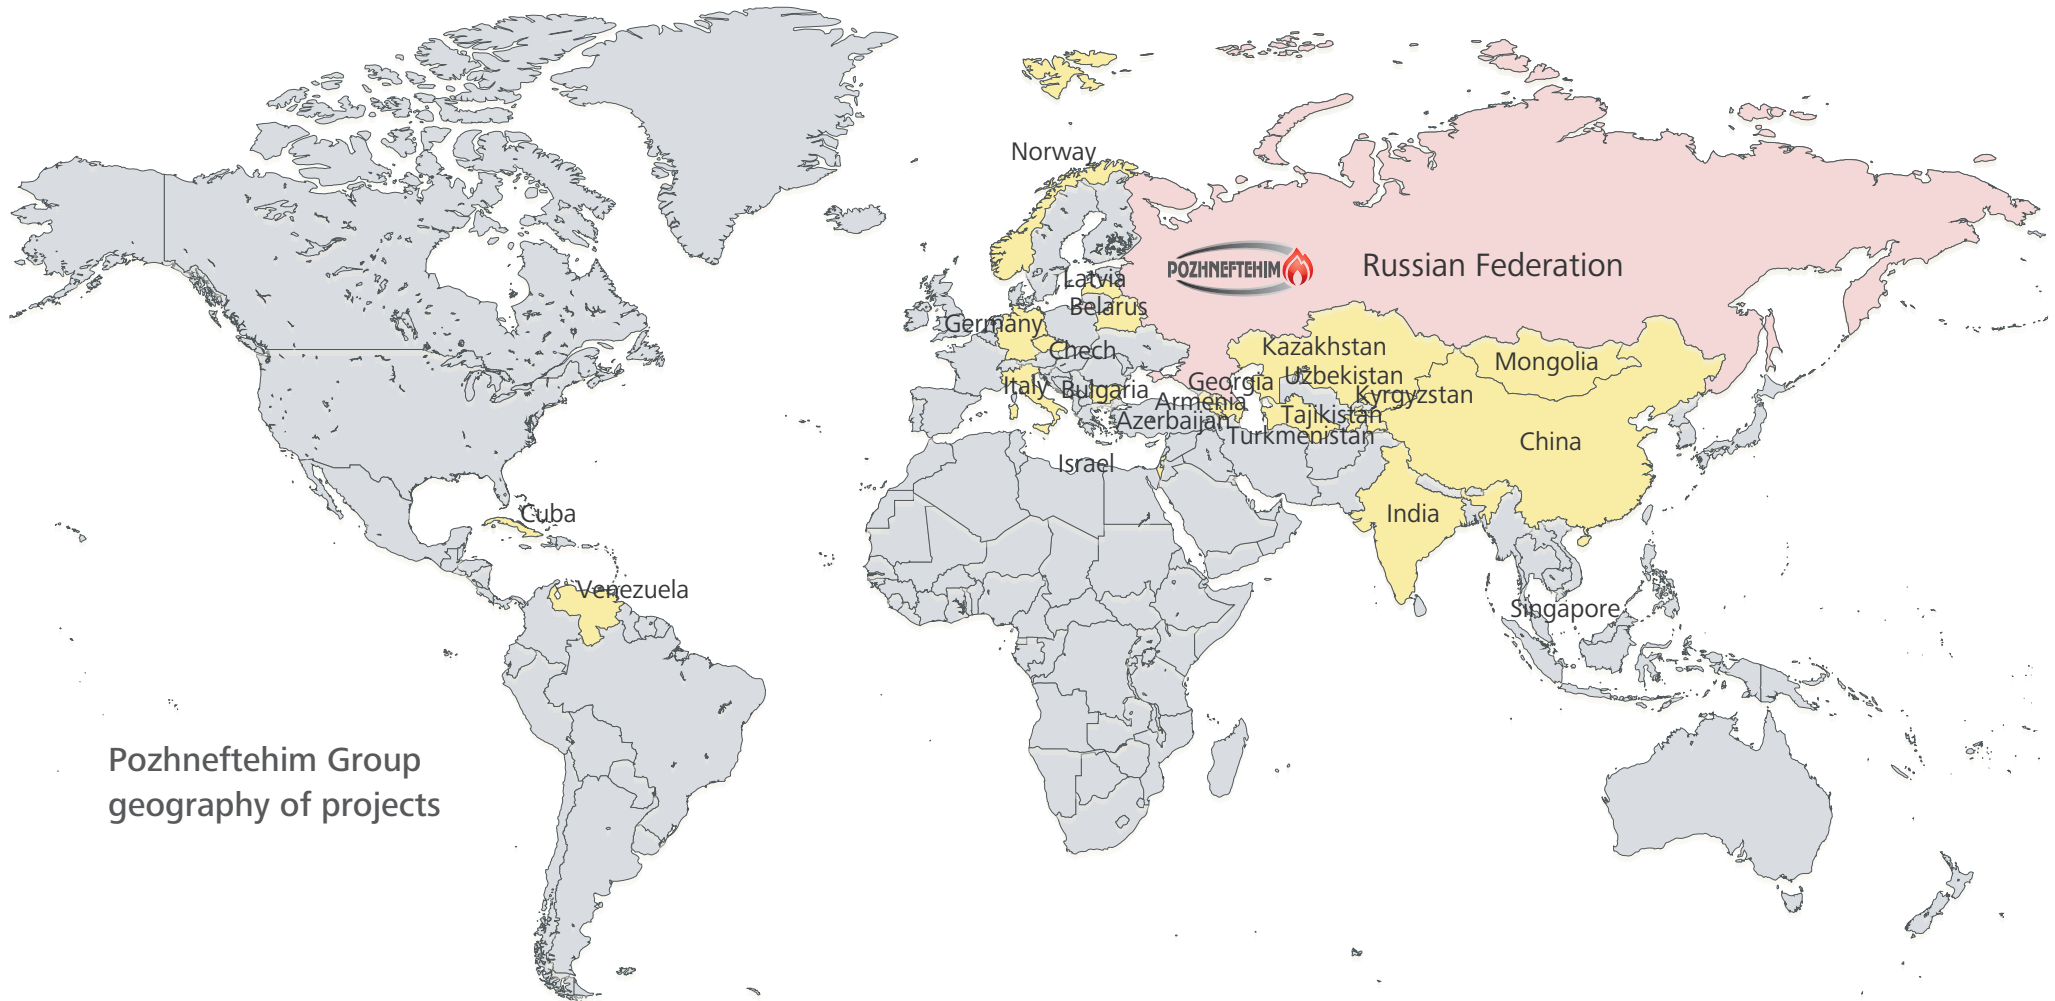 Norway
POZHNEFTEHIM
Russian Federation
Latvia
Belarus
Germany
Chech
Kazakhstan
Mongolia
Italy
Bulgaria
Georgia
Uzbekistan
Kyrgyzstan
Armenia
Azerbaijan
Tajikistan
Turkmenistan
China
Israel
Cuba
India
Venezuela
Singapore
Pozhneftehim Group
geography of projects